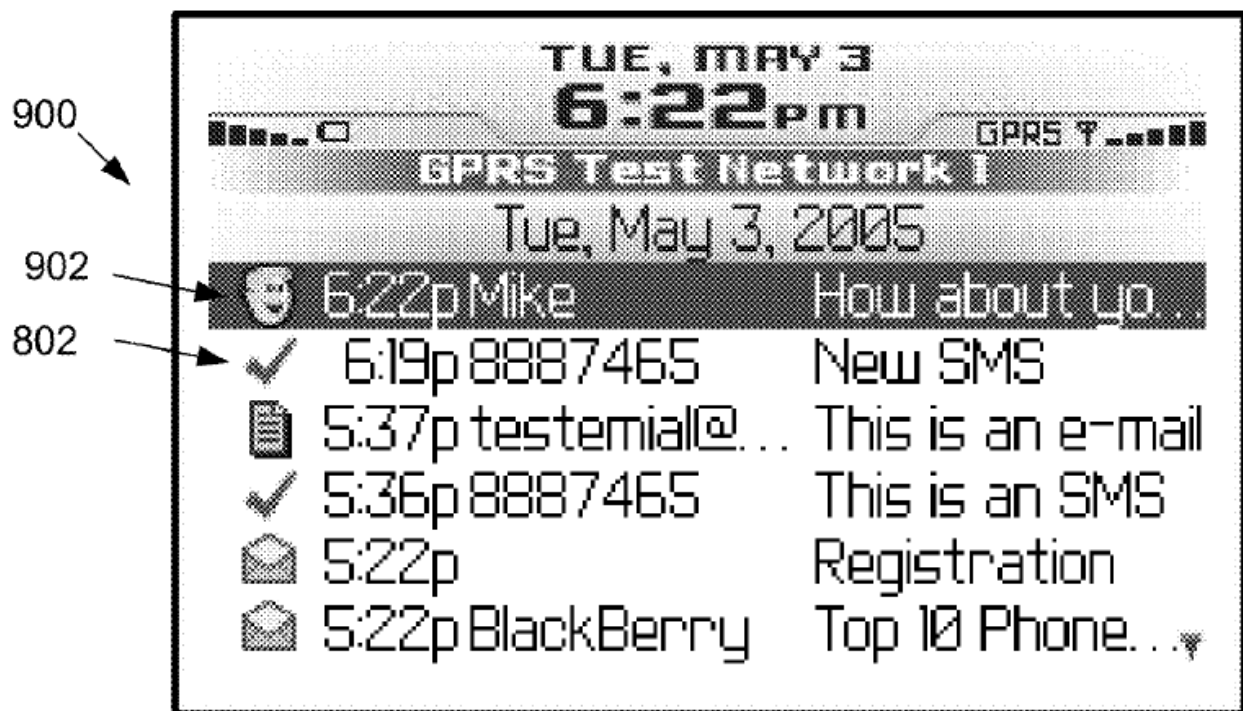 TUE, MAY 3
6:22pm
GPRS
GPRS Test Network 1
Tue, May 3, 2005
6:22p Mike How about yo...
6:19p 8887465 New SMS
5:37p testemial@... This is an e-mail
5:36p 8887465 This is an SMS
5:22p Registration
5:22p BlackBerry Top 10 Phone...
900
902
802